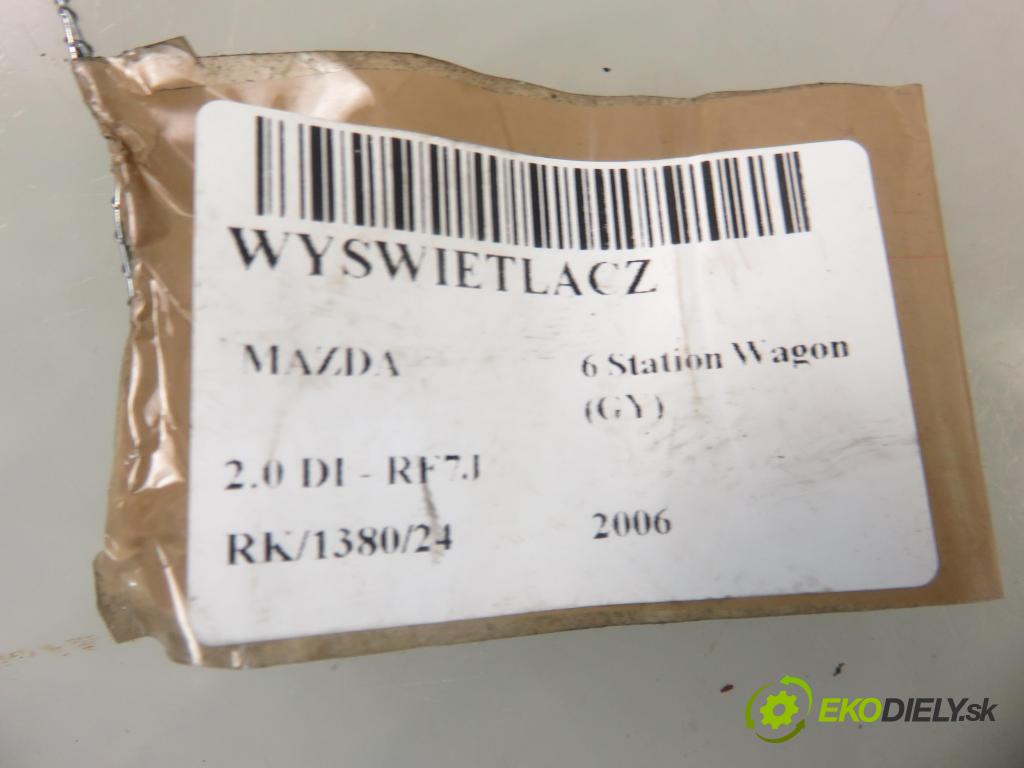 WYSWIETLACZ
MAZDA 6 Station Wagon
(GY)
2.0 DI - RF7J
RK/1380/24 2006
EKODIELY.sk